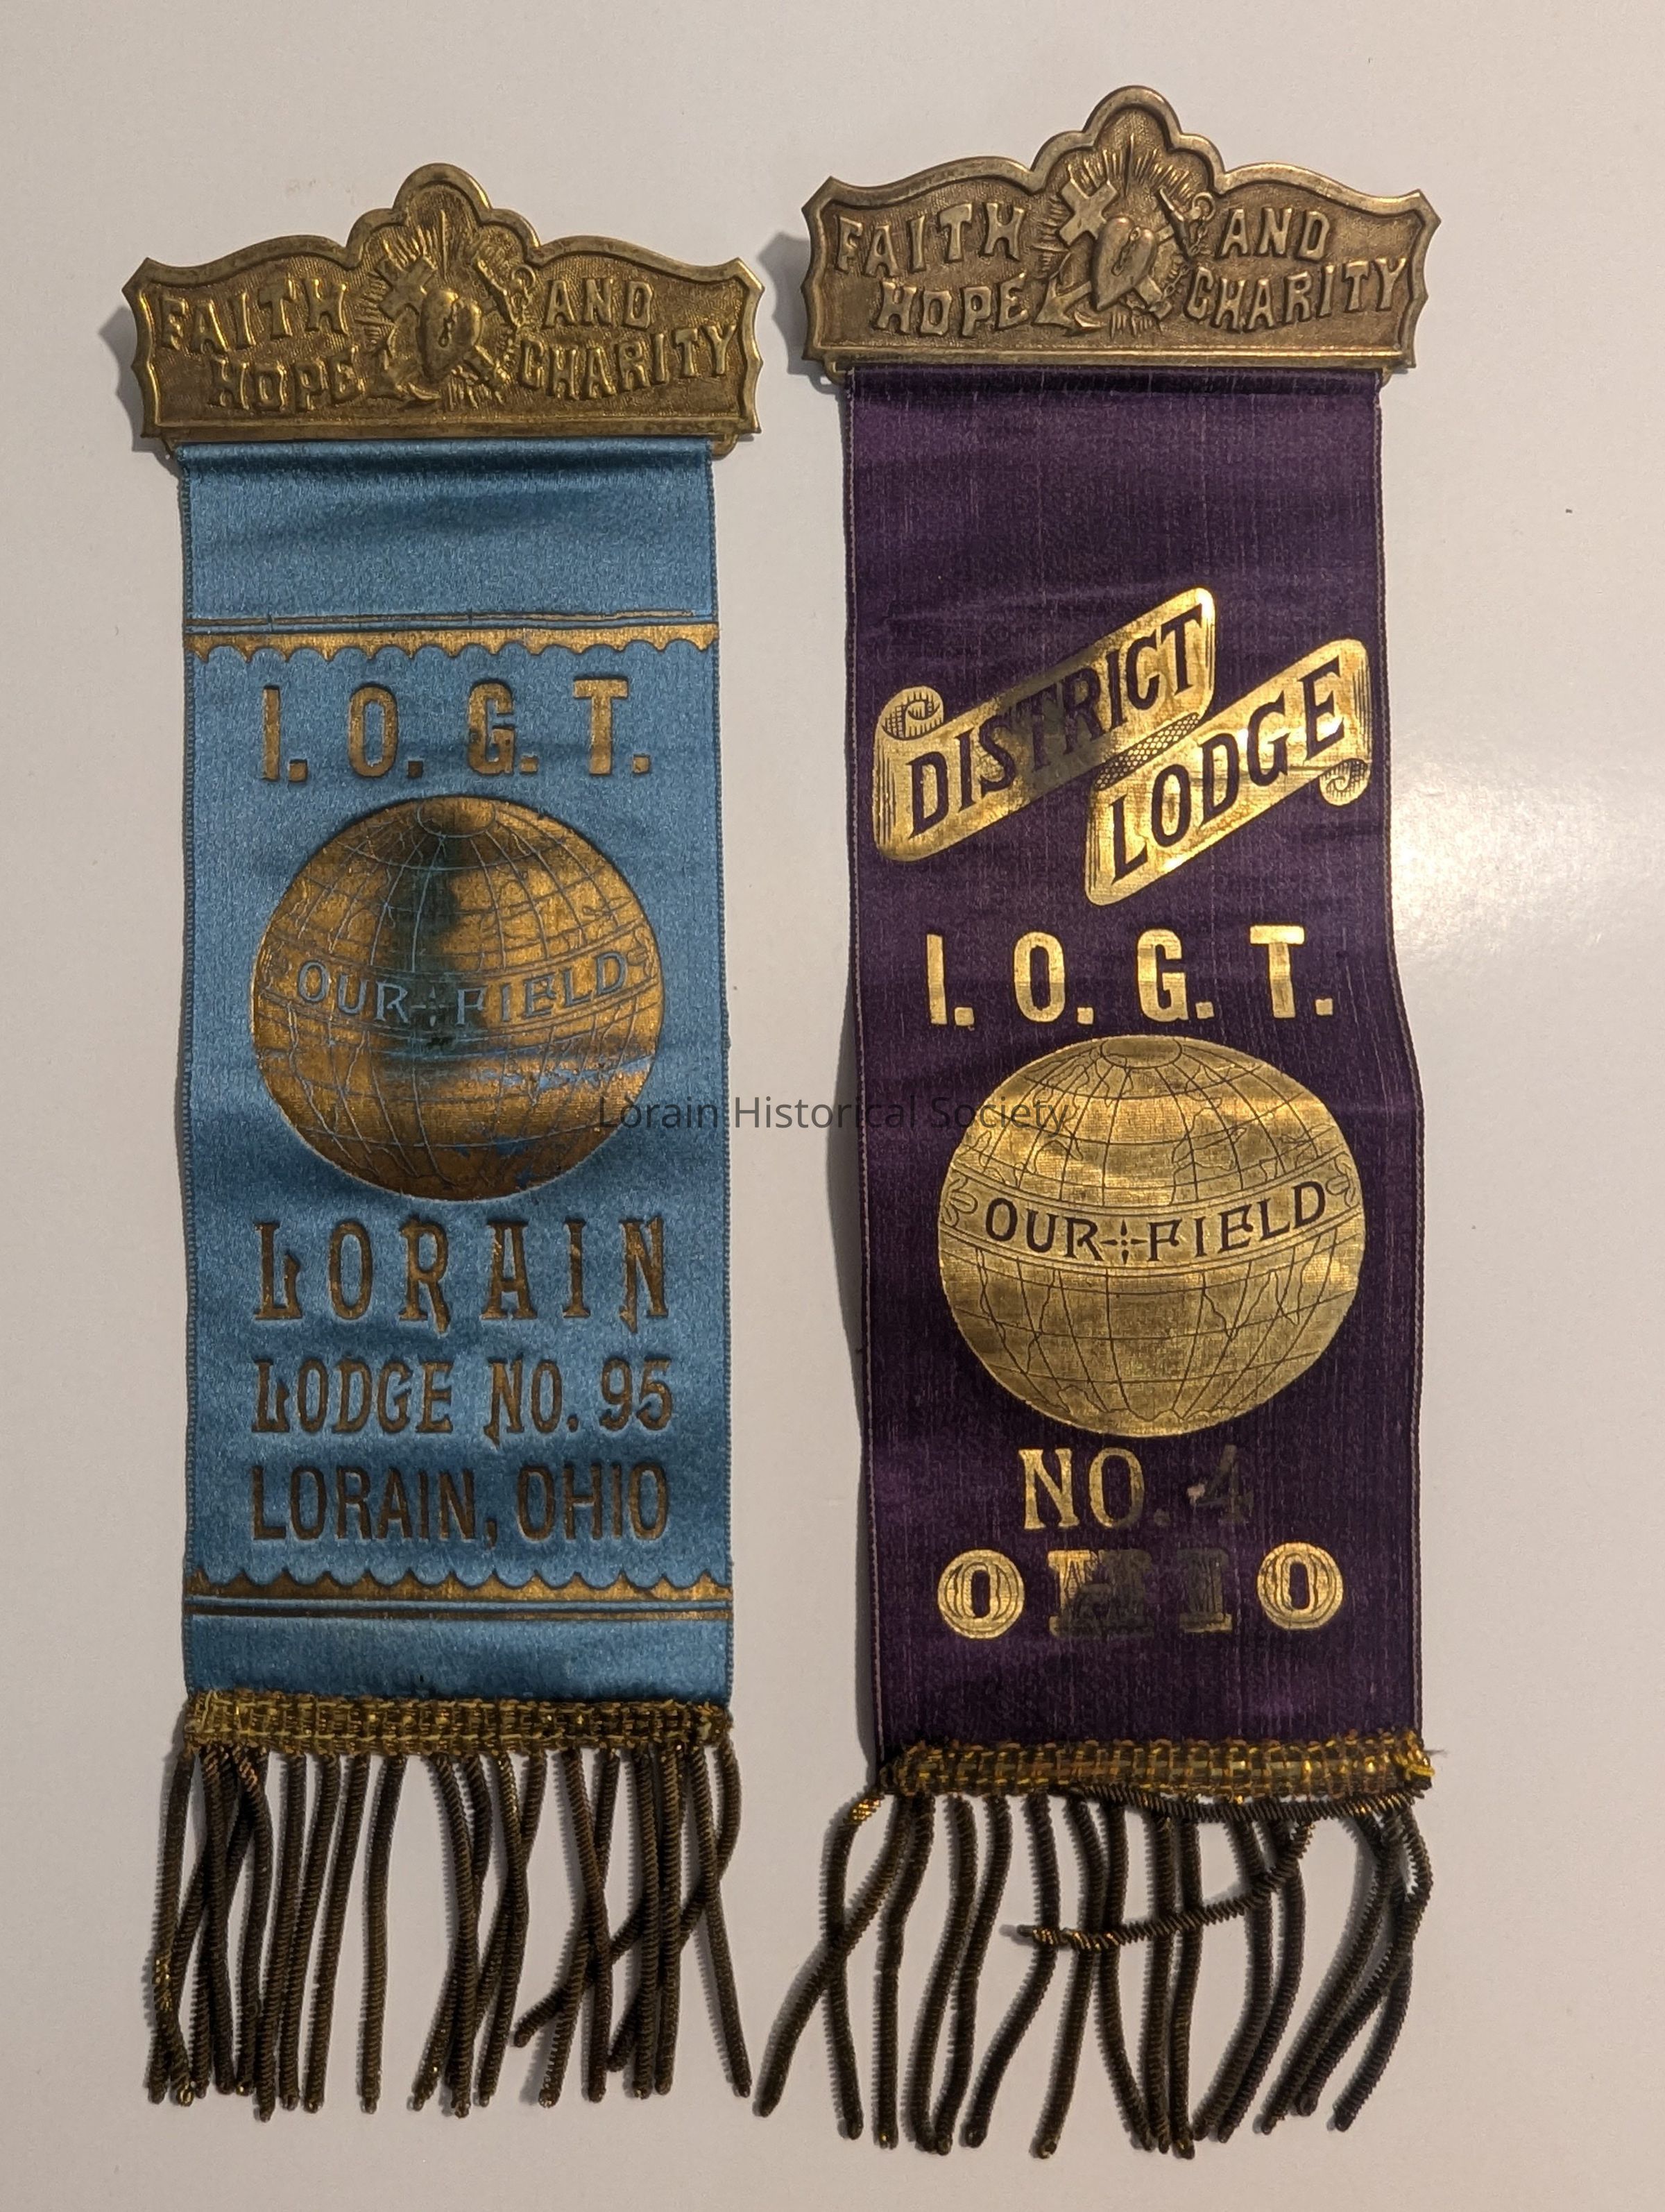 FAITH AND
HOPE CHARITY
I. O. G. T.
OUR FIELD
LORAIN
LODGE NO. 95
LORAIN, OHIO
FAITH AND
HOPE CHARITY
DISTRICT
LODGE
I. O. G. T.
OUR FIELD
NO. 4
OHIO
Lorain Historical Society